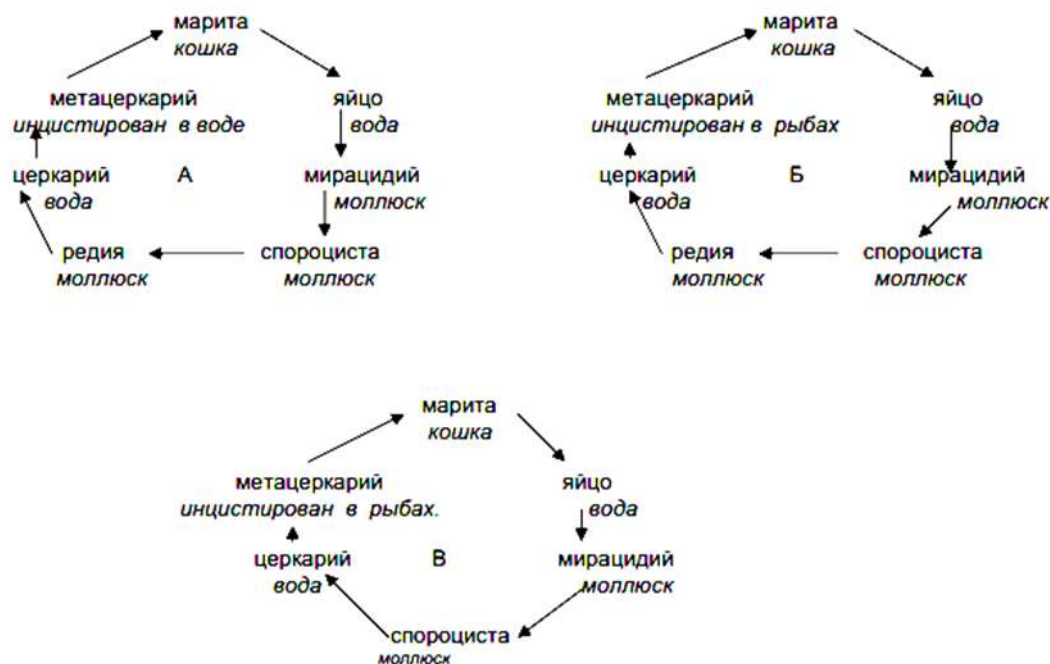 марита
кошка
метацеркарий
инцистирован в воде
яйцо
вода
церкарий
вода
А
мирацидий
моллюск
редия
моллюск
спороциста
моллюск
марита
кошка
метацеркарий
инцистирован в рыбах
яйцо
вода
церкарий
вода
Б
мирацидий
моллюск
редия
моллюск
спороциста
моллюск
марита
кошка
метацеркарий
инцистирован в рыбах.
яйцо
вода
церкарий
вода
В
мирацидий
моллюск
спороциста
моллюск